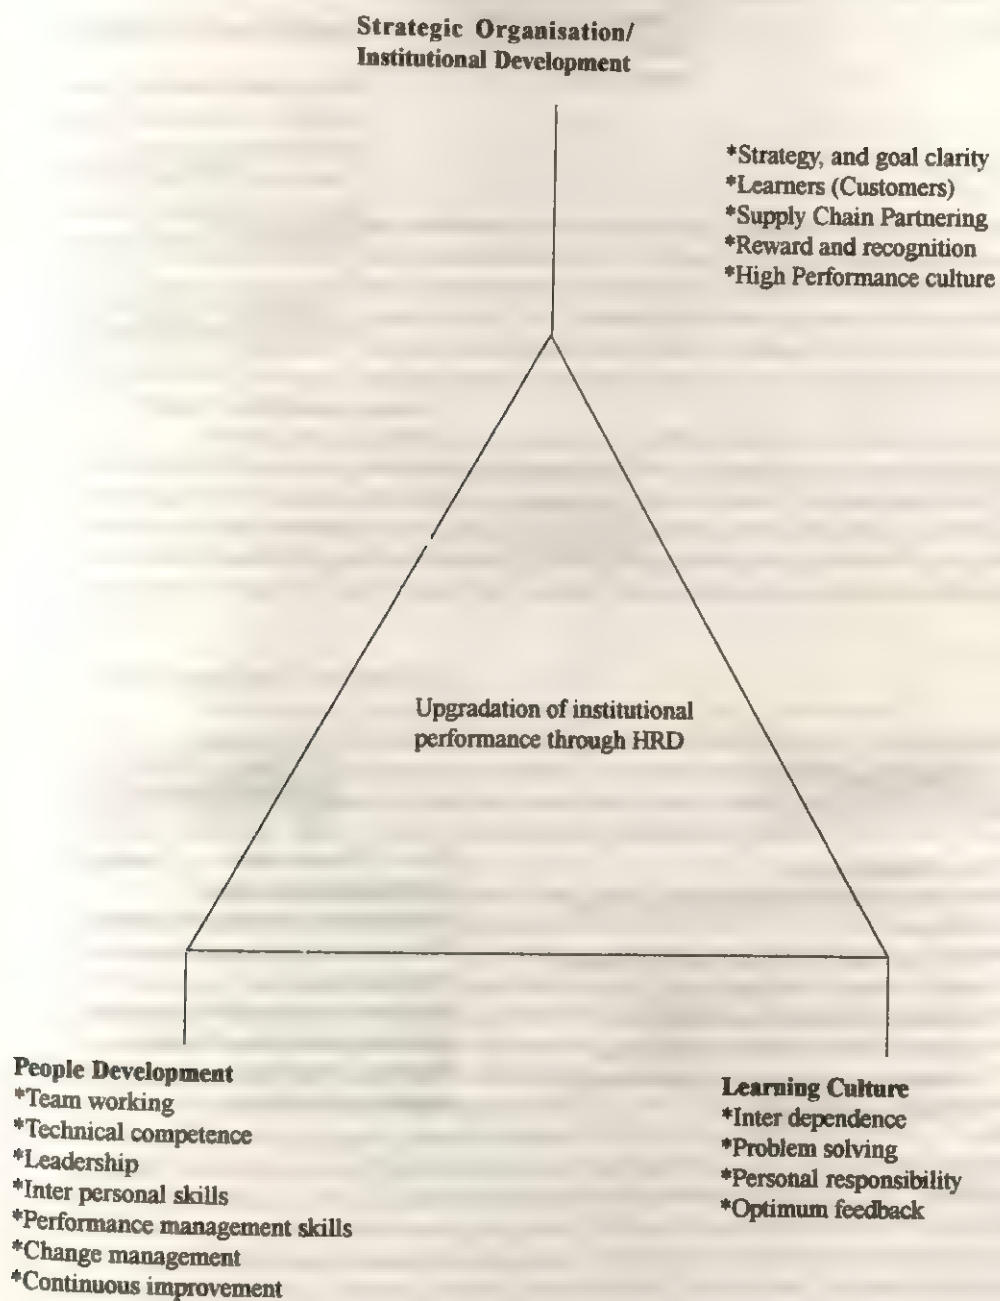 Strategic Organisation/
Institutional Development
*Strategy, and goal clarity
*Learners (Customers)
*Supply Chain Partnering
*Reward and recognition
*High Performance culture
Upgradation of institutional
performance through HRD
People Development
*Team working
*Technical competence
*Leadership
*Inter personal skills
*Performance management skills
*Change management
*Continuous improvement
Learning Culture
*Inter dependence
*Problem solving
*Personal responsibility
*Optimum feedback